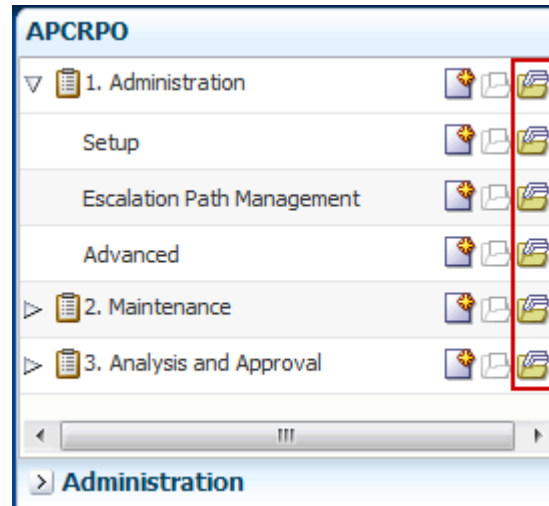 APCRPO
1. Administration
Setup
Escalation Path Management
Advanced
2. Maintenance
3. Analysis and Approval
Administration